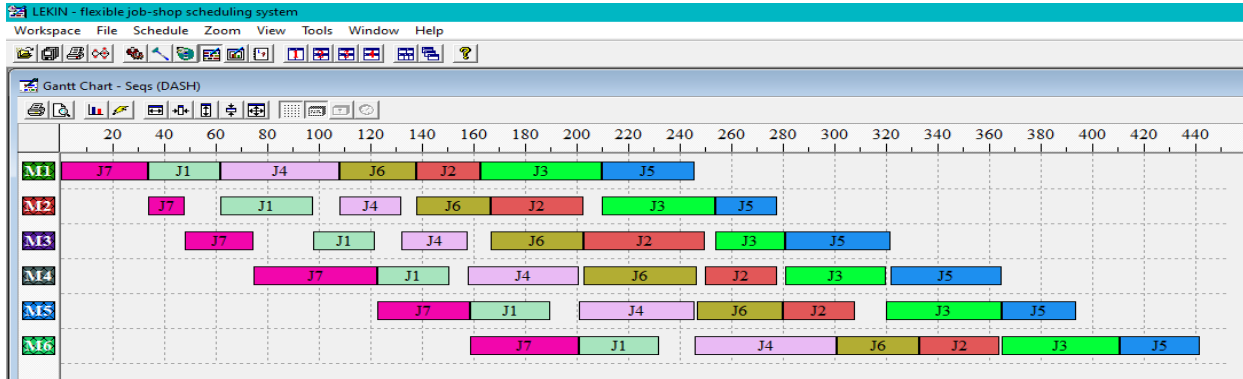 LEKIN - flexible job-shop scheduling system
Workspace File Schedule Zoom View Tools Window Help
Gantt Chart - Seqs (DASH)
20 40 60 80 100 120 140 160 180 200 220 240 260 280 300 320 340 360 380 400 420 440
M1 J7 J1 J4 J6 J2 J3 J5
M2 J7 J1 J4 J6 J2 J3 J5
M3 J7 J1 J4 J6 J2 J3 J5
M4 J7 J1 J4 J6 J2 J3 J5
M5 J7 J1 J4 J6 J2 J3 J5
M6 J7 J1 J4 J6 J2 J3 J5